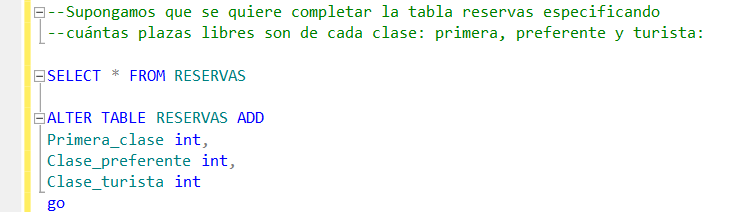 --Supongamos que se quiere completar la tabla reservas especificando
--cuántas plazas libres son de cada clase: primera, preferente y turista:
SELECT * FROM RESERVAS
ALTER TABLE RESERVAS ADD
Primera_clase int,
Clase_preferente int,
Clase_turista int
go